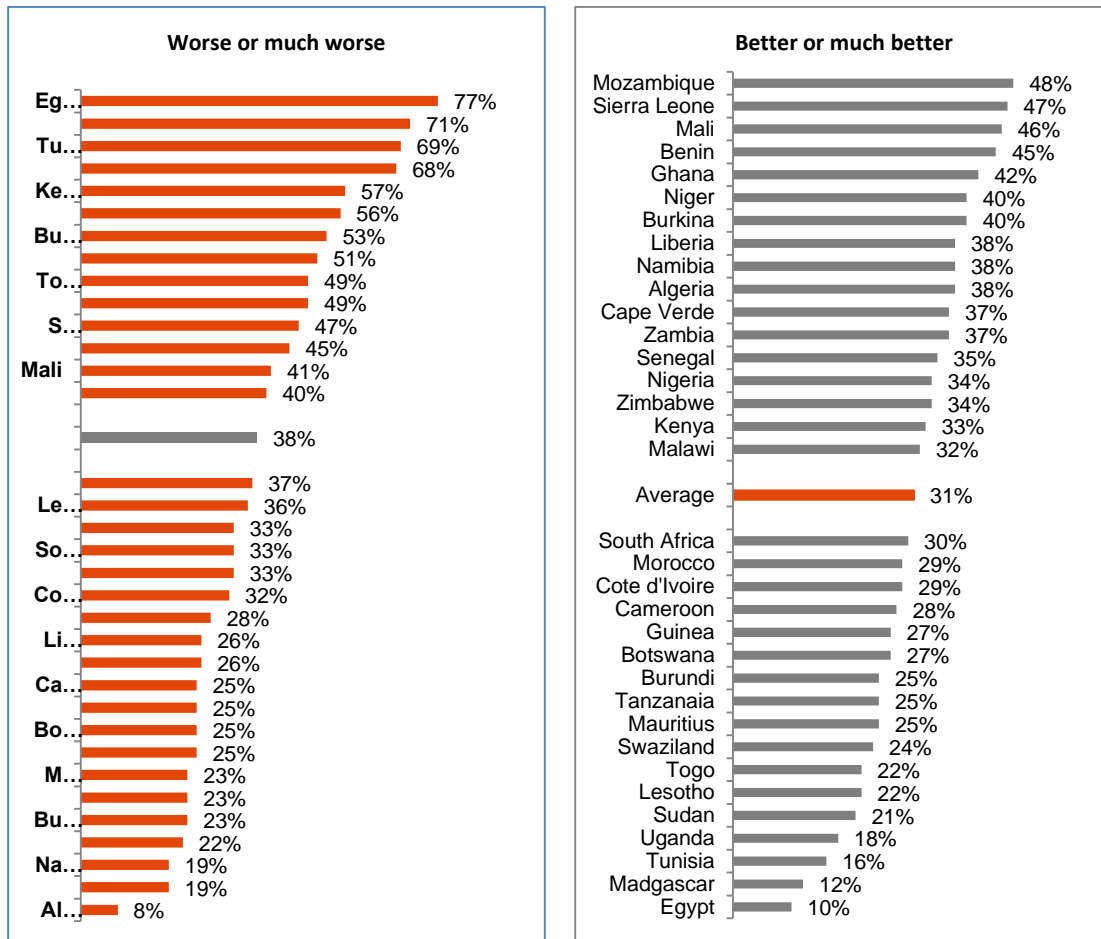 Worse or much worse
Eg... 77%
71%
Tu... 69%
68%
Ke... 57%
56%
Bu... 53%
51%
To... 49%
49%
S... 47%
45%
Mali 41%
40%
38%
37%
Le... 36%
33%
So... 33%
33%
Co... 32%
28%
Li... 26%
26%
Ca... 25%
25%
Bo... 25%
25%
M... 23%
23%
Bu... 23%
22%
Na... 19%
19%
Al... 8%
Better or much better
Mozambique 48%
Sierra Leone 47%
Mali 46%
Benin 45%
Ghana 42%
Niger 40%
Burkina 40%
Liberia 38%
Namibia 38%
Algeria 38%
Cape Verde 37%
Zambia 37%
Senegal 35%
Nigeria 34%
Zimbabwe 34%
Kenya 33%
Malawi 32%
Average 31%
South Africa 30%
Morocco 29%
Cote d'Ivoire 29%
Cameroon 28%
Guinea 27%
Botswana 27%
Burundi 25%
Tanzanaia 25%
Mauritius 25%
Swaziland 24%
Togo 22%
Lesotho 22%
Sudan 21%
Uganda 18%
Tunisia 16%
Madgascar 12%
Egypt 10%